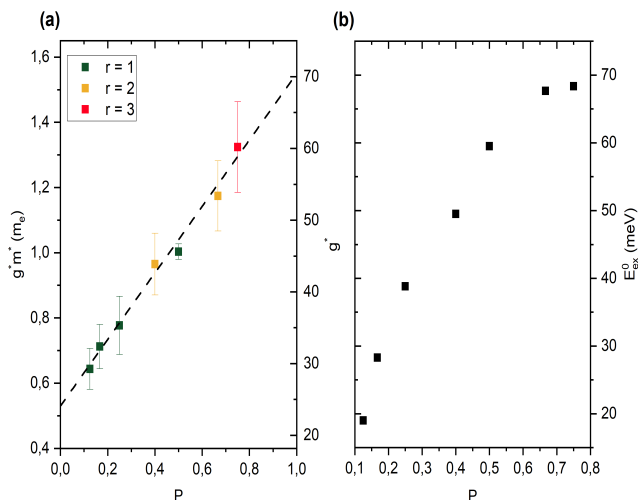 (a)
1,6
1,4
1,2
1,0
0,8
0,6
0,4
g*m* (mₑ)
r = 1
r = 2
r = 3
70
60
50
40
30
20
g*
0,0 0,2 0,4 0,6 0,8 1,0
P
(b)
70
60
50
40
30
20
E⁰ₑₓ (meV)
0,1 0,2 0,3 0,4 0,5 0,6 0,7 0,8
P